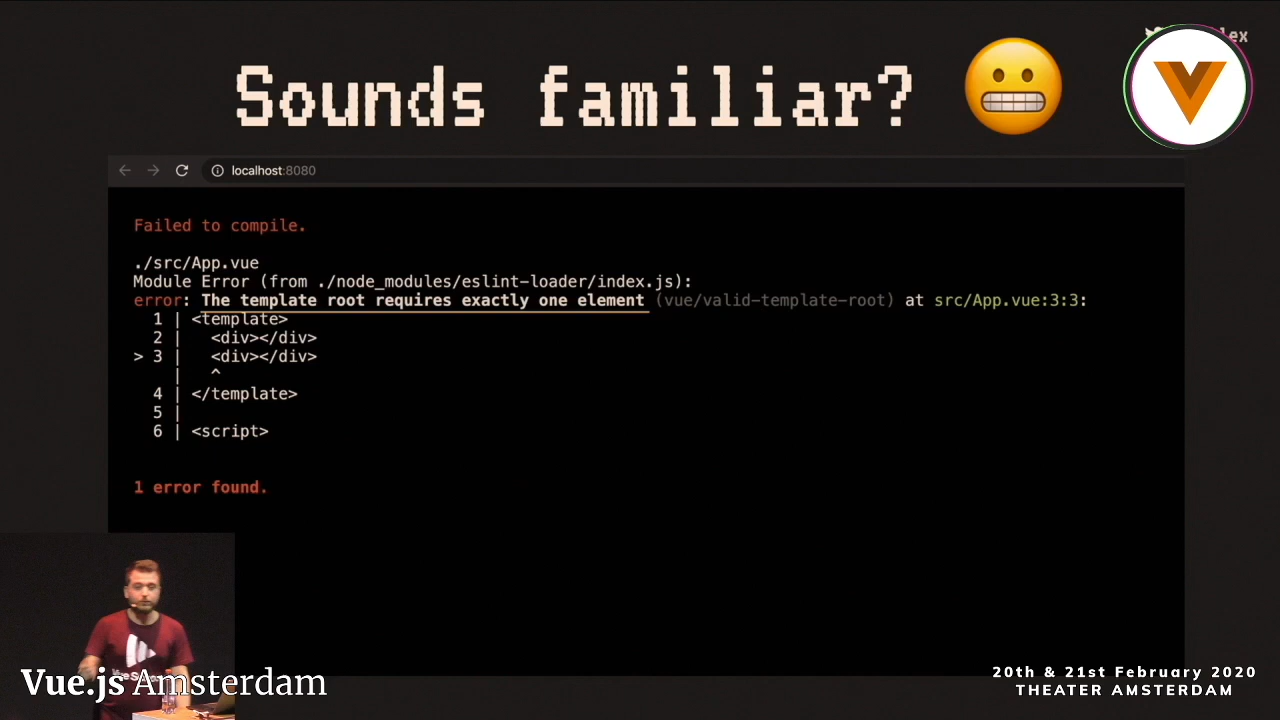 Sounds familiar?
localhost:8080
Failed to compile.
./src/App.vue
Module Error (from ./node_modules/eslint-loader/index.js):
error: The template root requires exactly one element (vue/valid-template-root) at src/App.vue:3:3:
1 | <template>
2 |   <div></div>
> 3 |   <div></div>
|   ^
4 | </template>
5 |
6 | <script>
1 error found.
Vue.js Amsterdam
20th & 21st February 2020
THEATER AMSTERDAM